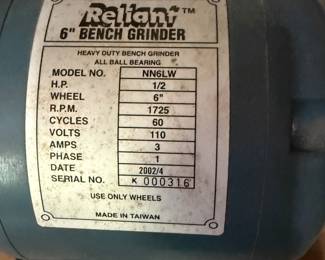 Reliant™
6" BENCH GRINDER
HEAVY DUTY BENCH GRINDER
ALL BALL BEARING
MODEL NO. NN6LW
H.P. 1/2
WHEEL 6"
R.P.M. 1725
CYCLES 60
VOLTS 110
AMPS 3
PHASE 1
DATE 2002/4
SERIAL NO. K 000316
USE ONLY WHEELS
MADE IN TAIWAN